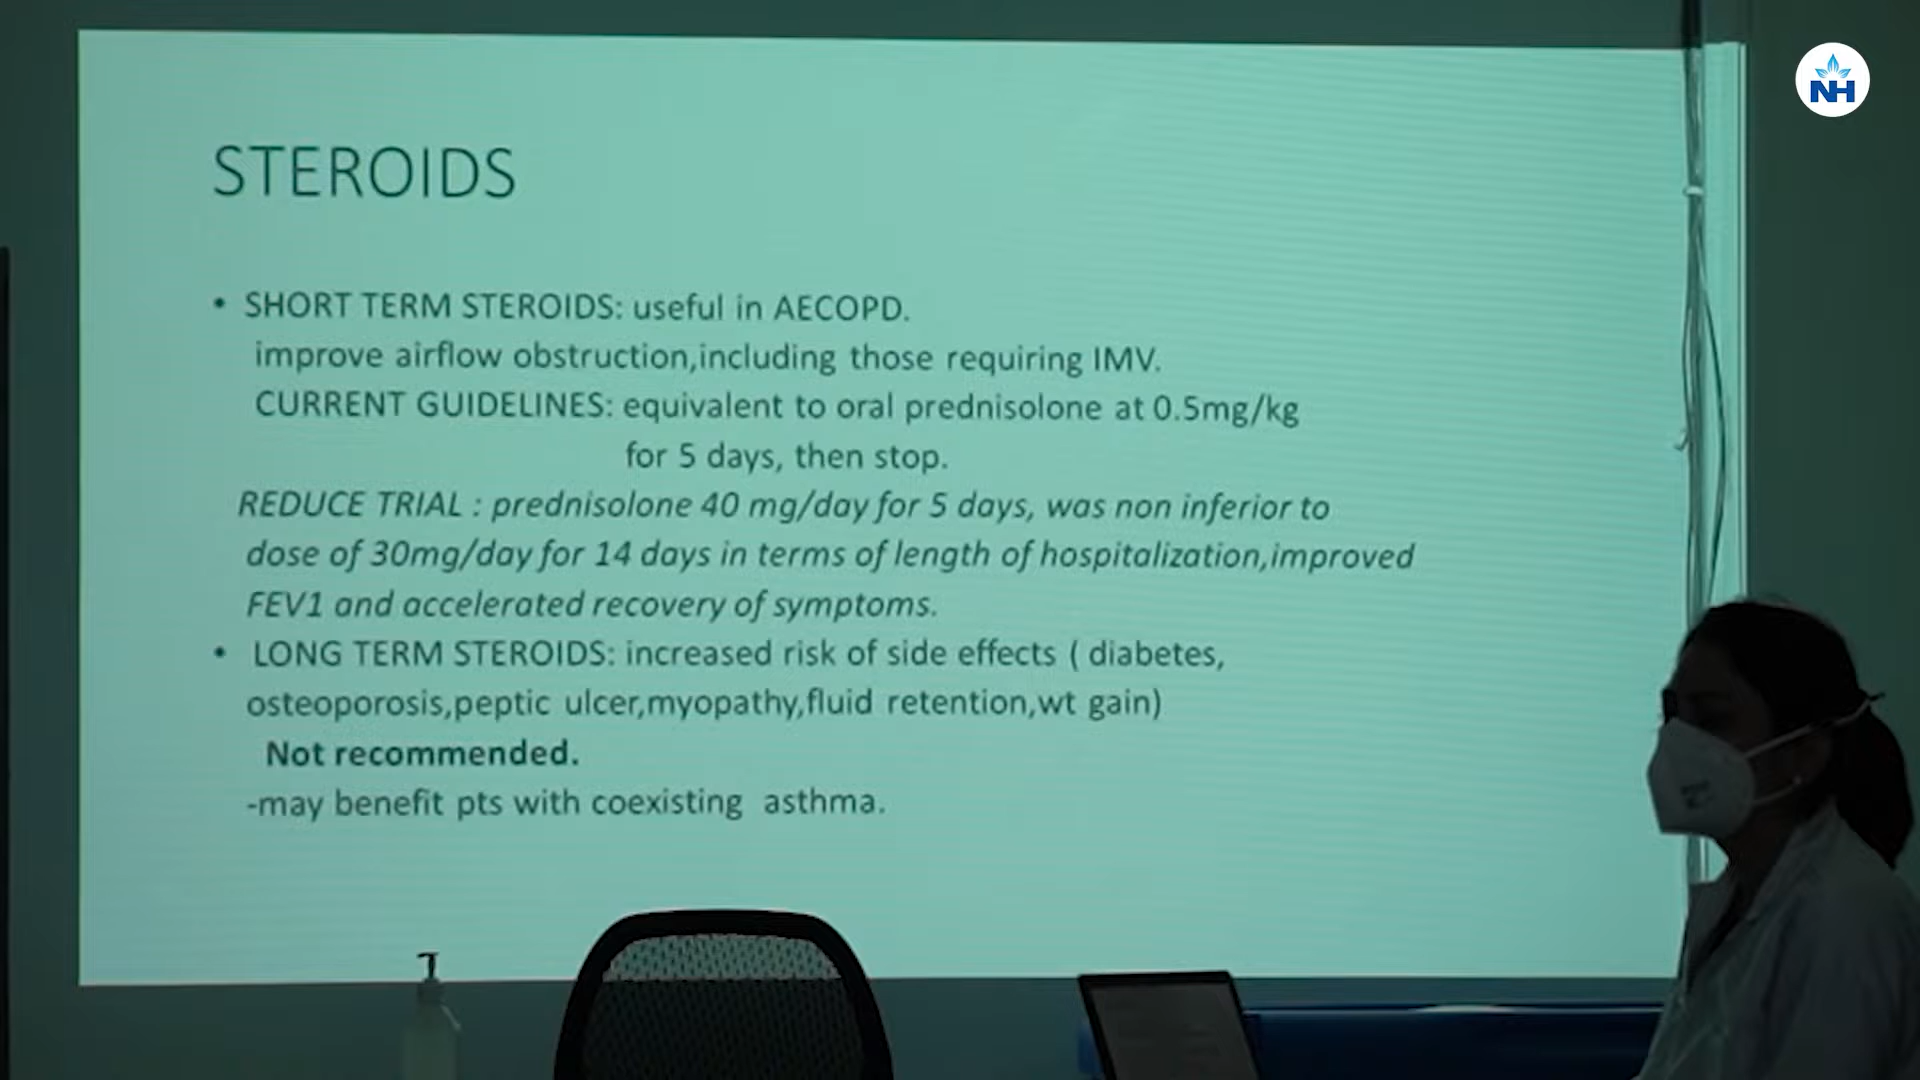 NH
STEROIDS
• SHORT TERM STEROIDS: useful in AECOPD.
improve airflow obstruction,including those requiring IMV.
CURRENT GUIDELINES: equivalent to oral prednisolone at 0.5mg/kg
for 5 days, then stop.
REDUCE TRIAL : prednisolone 40 mg/day for 5 days, was non inferior to
dose of 30mg/day for 14 days in terms of length of hospitalization,improved
FEV1 and accelerated recovery of symptoms.
• LONG TERM STEROIDS: increased risk of side effects ( diabetes,
osteoporosis,peptic ulcer,myopathy,fluid retention,wt gain)
Not recommended.
-may benefit pts with coexisting asthma.